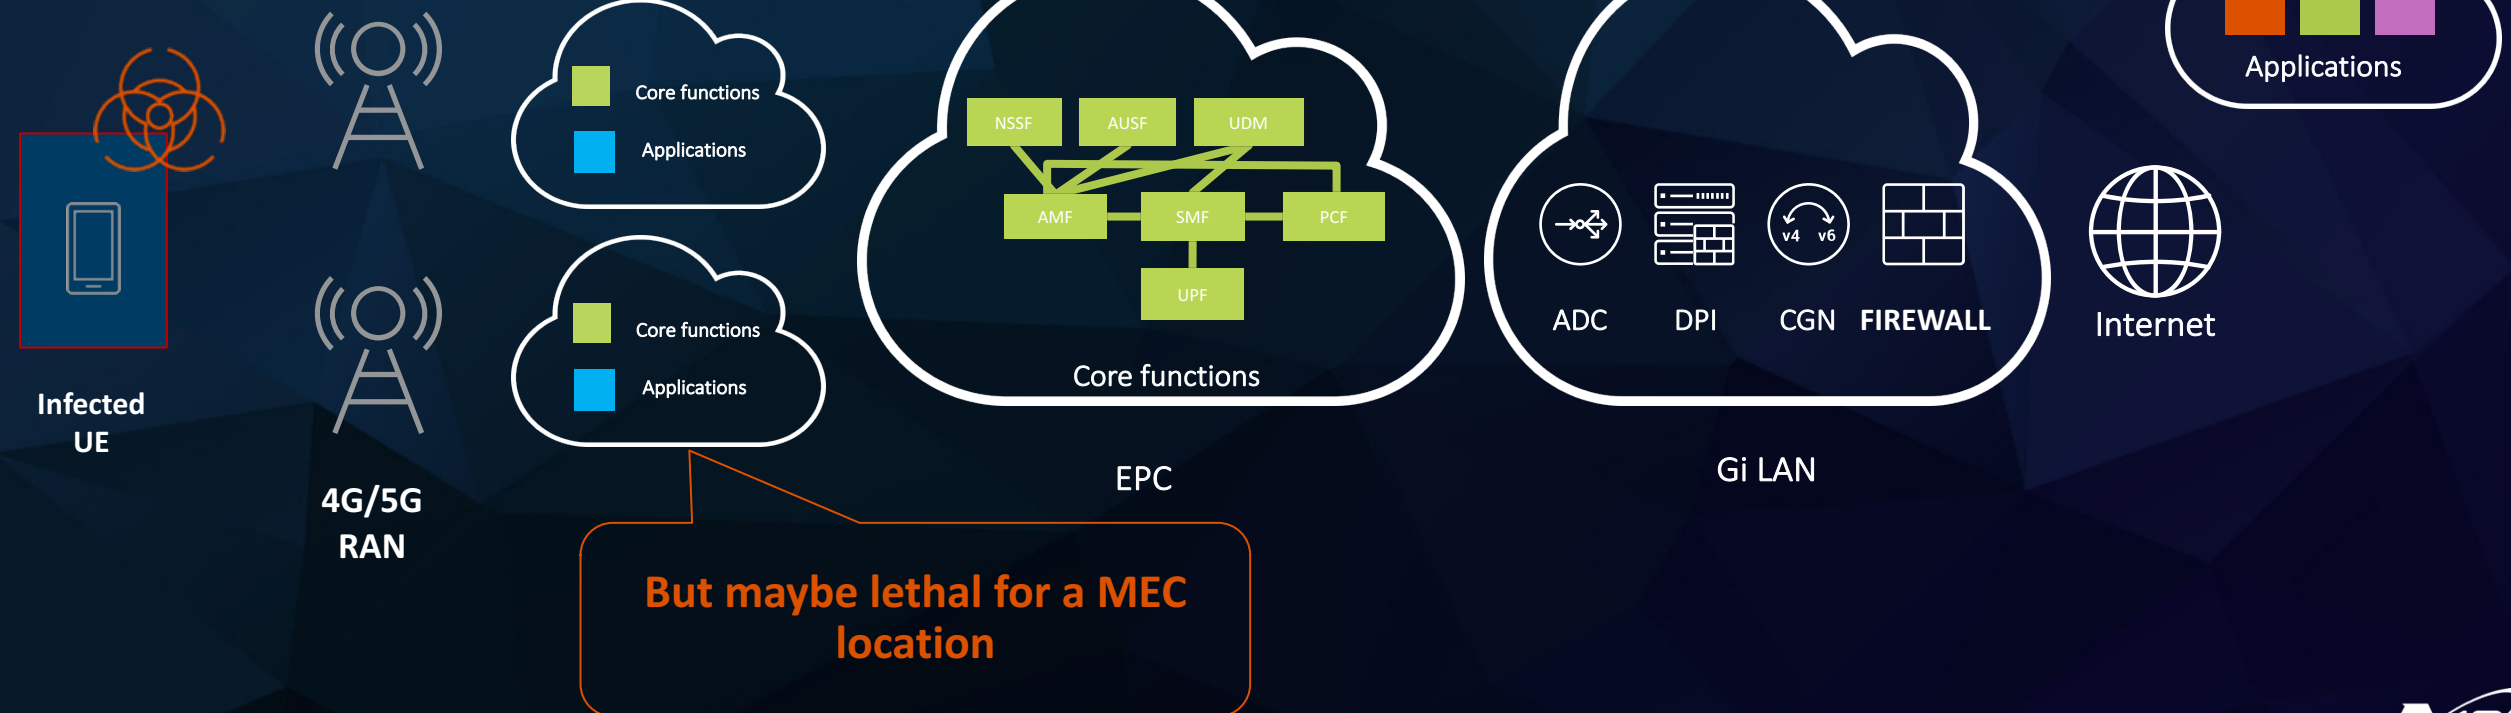 Applications
Core functions
Applications
NSSF
AUSF
UDM
AMF
SMF
PCF
UPF
Core functions
EPC
v4 v6
ADC
DPI
CGN
FIREWALL
Gi LAN
Internet
Core functions
Applications
Infected
UE
4G/5G
RAN
But maybe lethal for a MEC
location